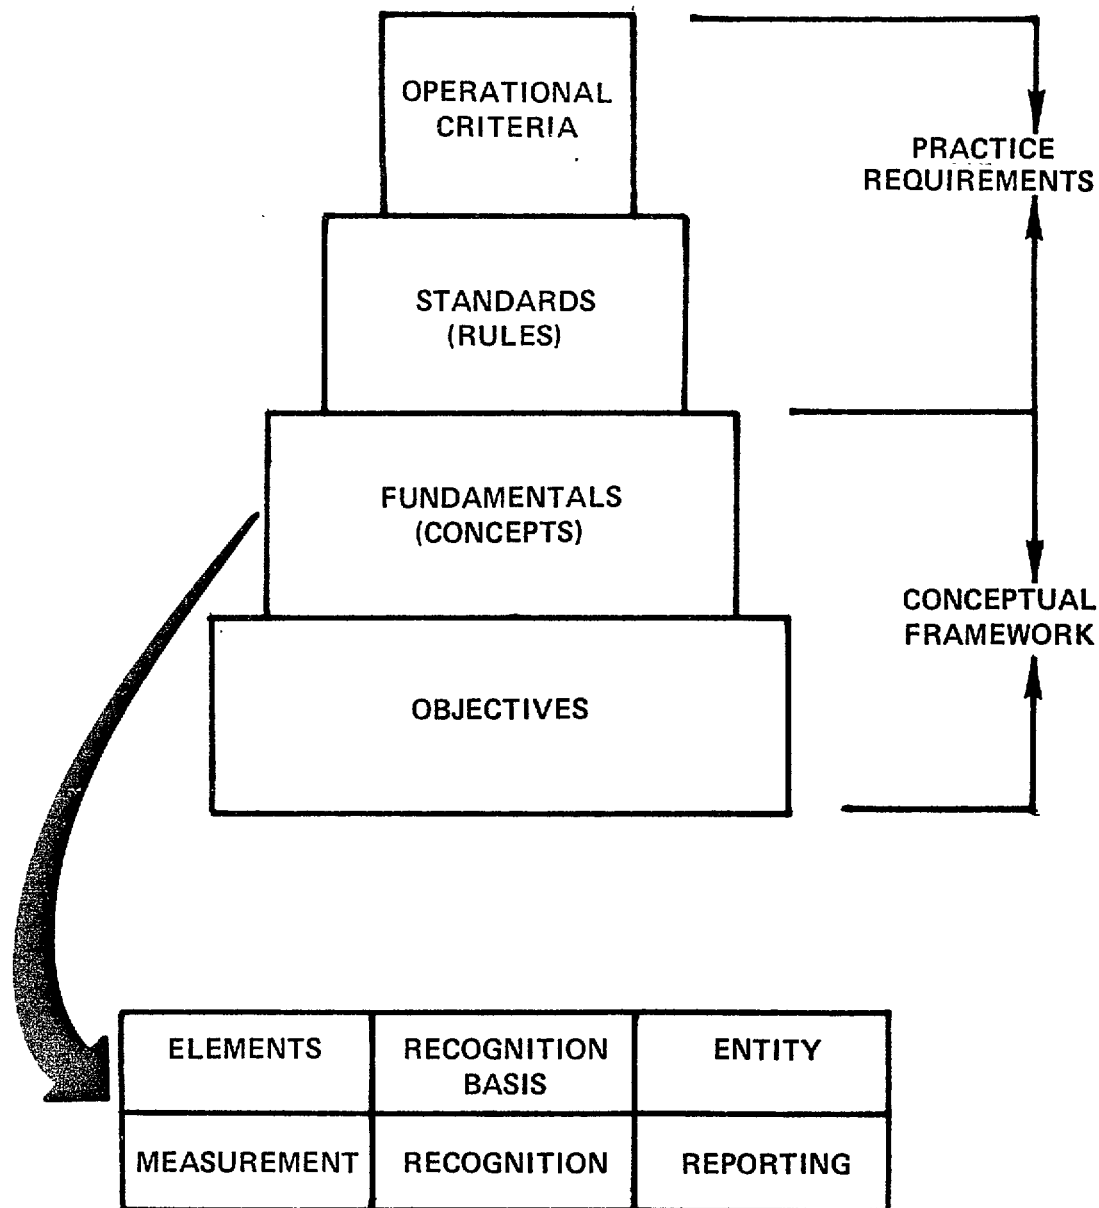 OPERATIONAL
CRITERIA
PRACTICE
REQUIREMENTS
STANDARDS
(RULES)
FUNDAMENTALS
(CONCEPTS)
CONCEPTUAL
FRAMEWORK
OBJECTIVES
ELEMENTS
RECOGNITION
BASIS
ENTITY
MEASUREMENT
RECOGNITION
REPORTING